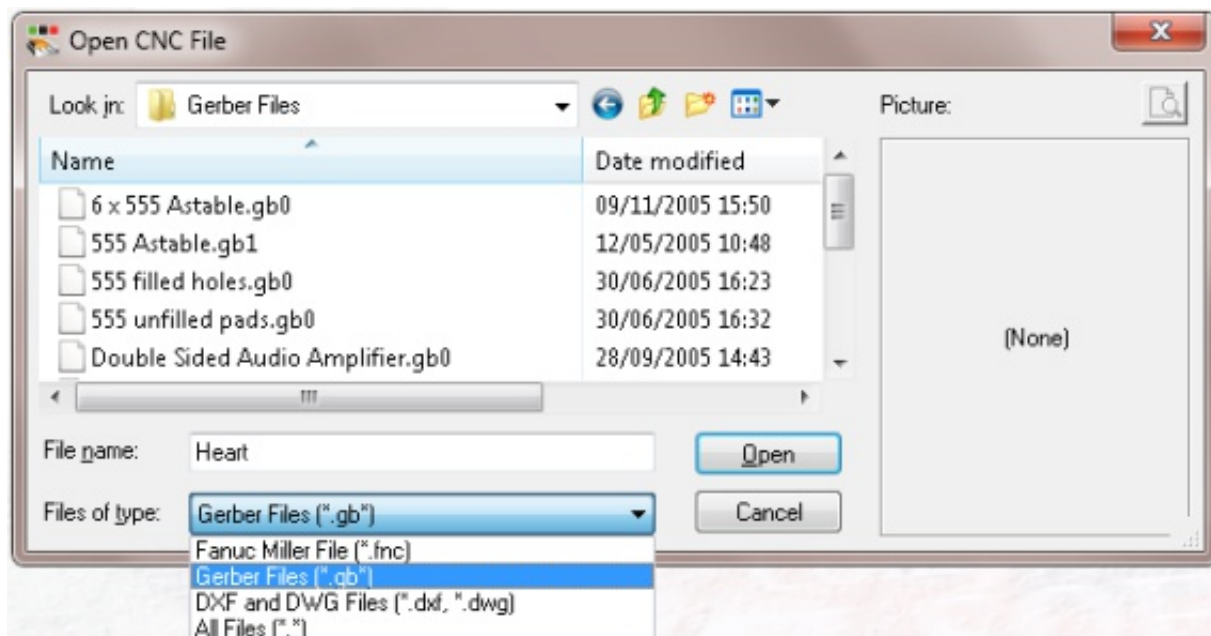 Open CNC File
Look in: Gerber Files
Picture:
Name Date modified
6 x 555 Astable.gb0 09/11/2005 15:50
555 Astable.gb1 12/05/2005 10:48
555 filled holes.gb0 30/06/2005 16:23
555 unfilled pads.gb0 30/06/2005 16:32
Double Sided Audio Amplifier.gb0 28/09/2005 14:43
(None)
File name: Heart Open
Files of type: Gerber Files (*.gb*) Cancel
Fanuc Miller File (*.fnc)
Gerber Files (*.gb*)
DXF and DWG Files (*.dxf, *.dwg)
All Files (*.*)